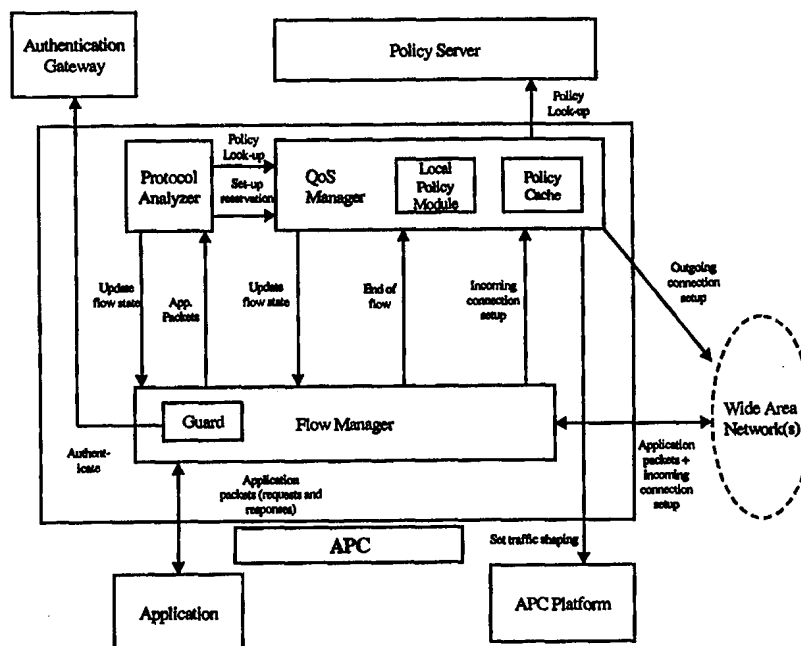 Authentication
Gateway
Policy Server
Policy
Look-up
Policy
Look-up
Set-up
reservation
Protocol
Analyzer
QoS
Manager
Local
Policy
Module
Policy
Cache
Update
flow state
App.
Packets
Update
flow state
End of
flow
Incoming
connection
setup
Outgoing
connection
setup
Guard
Flow Manager
Wide Area
Network(s)
Authent-
icate
Application
packets (requests and
responses)
Application
packets +
incoming
connection
setup
APC
Set traffic shaping
Application
APC Platform